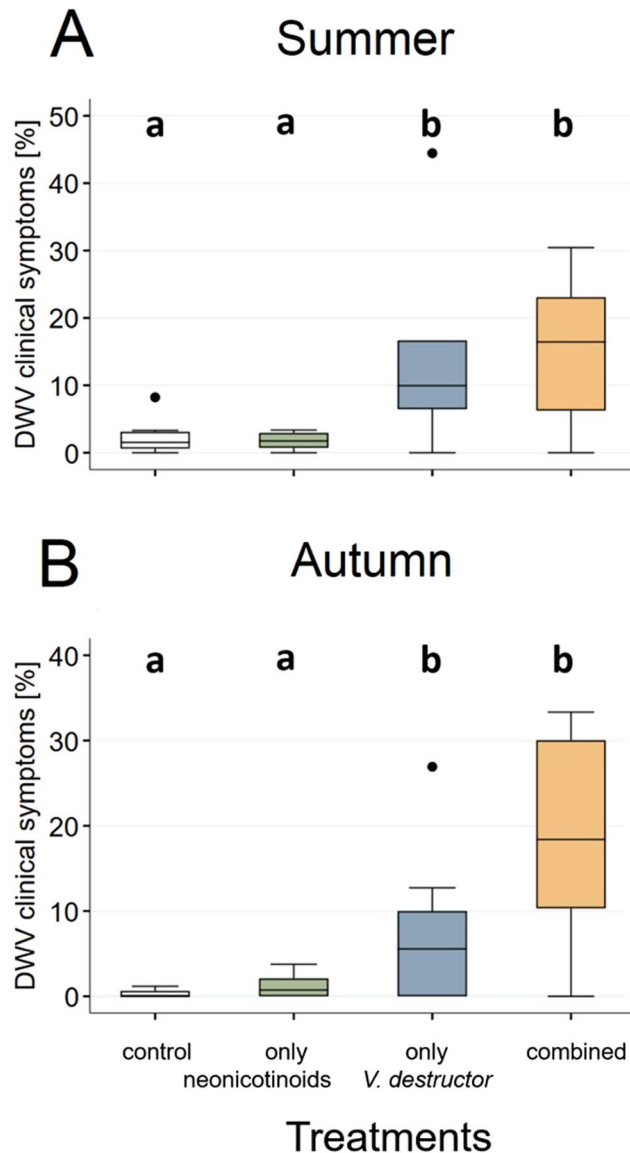 A Summer
DWV clinical symptoms [%]
50
40
30
20
10
0
a a b b
B Autumn
DWV clinical symptoms [%]
40
30
20
10
0
a a b b
control only only combined
neonicotinoids V. destructor
Treatments